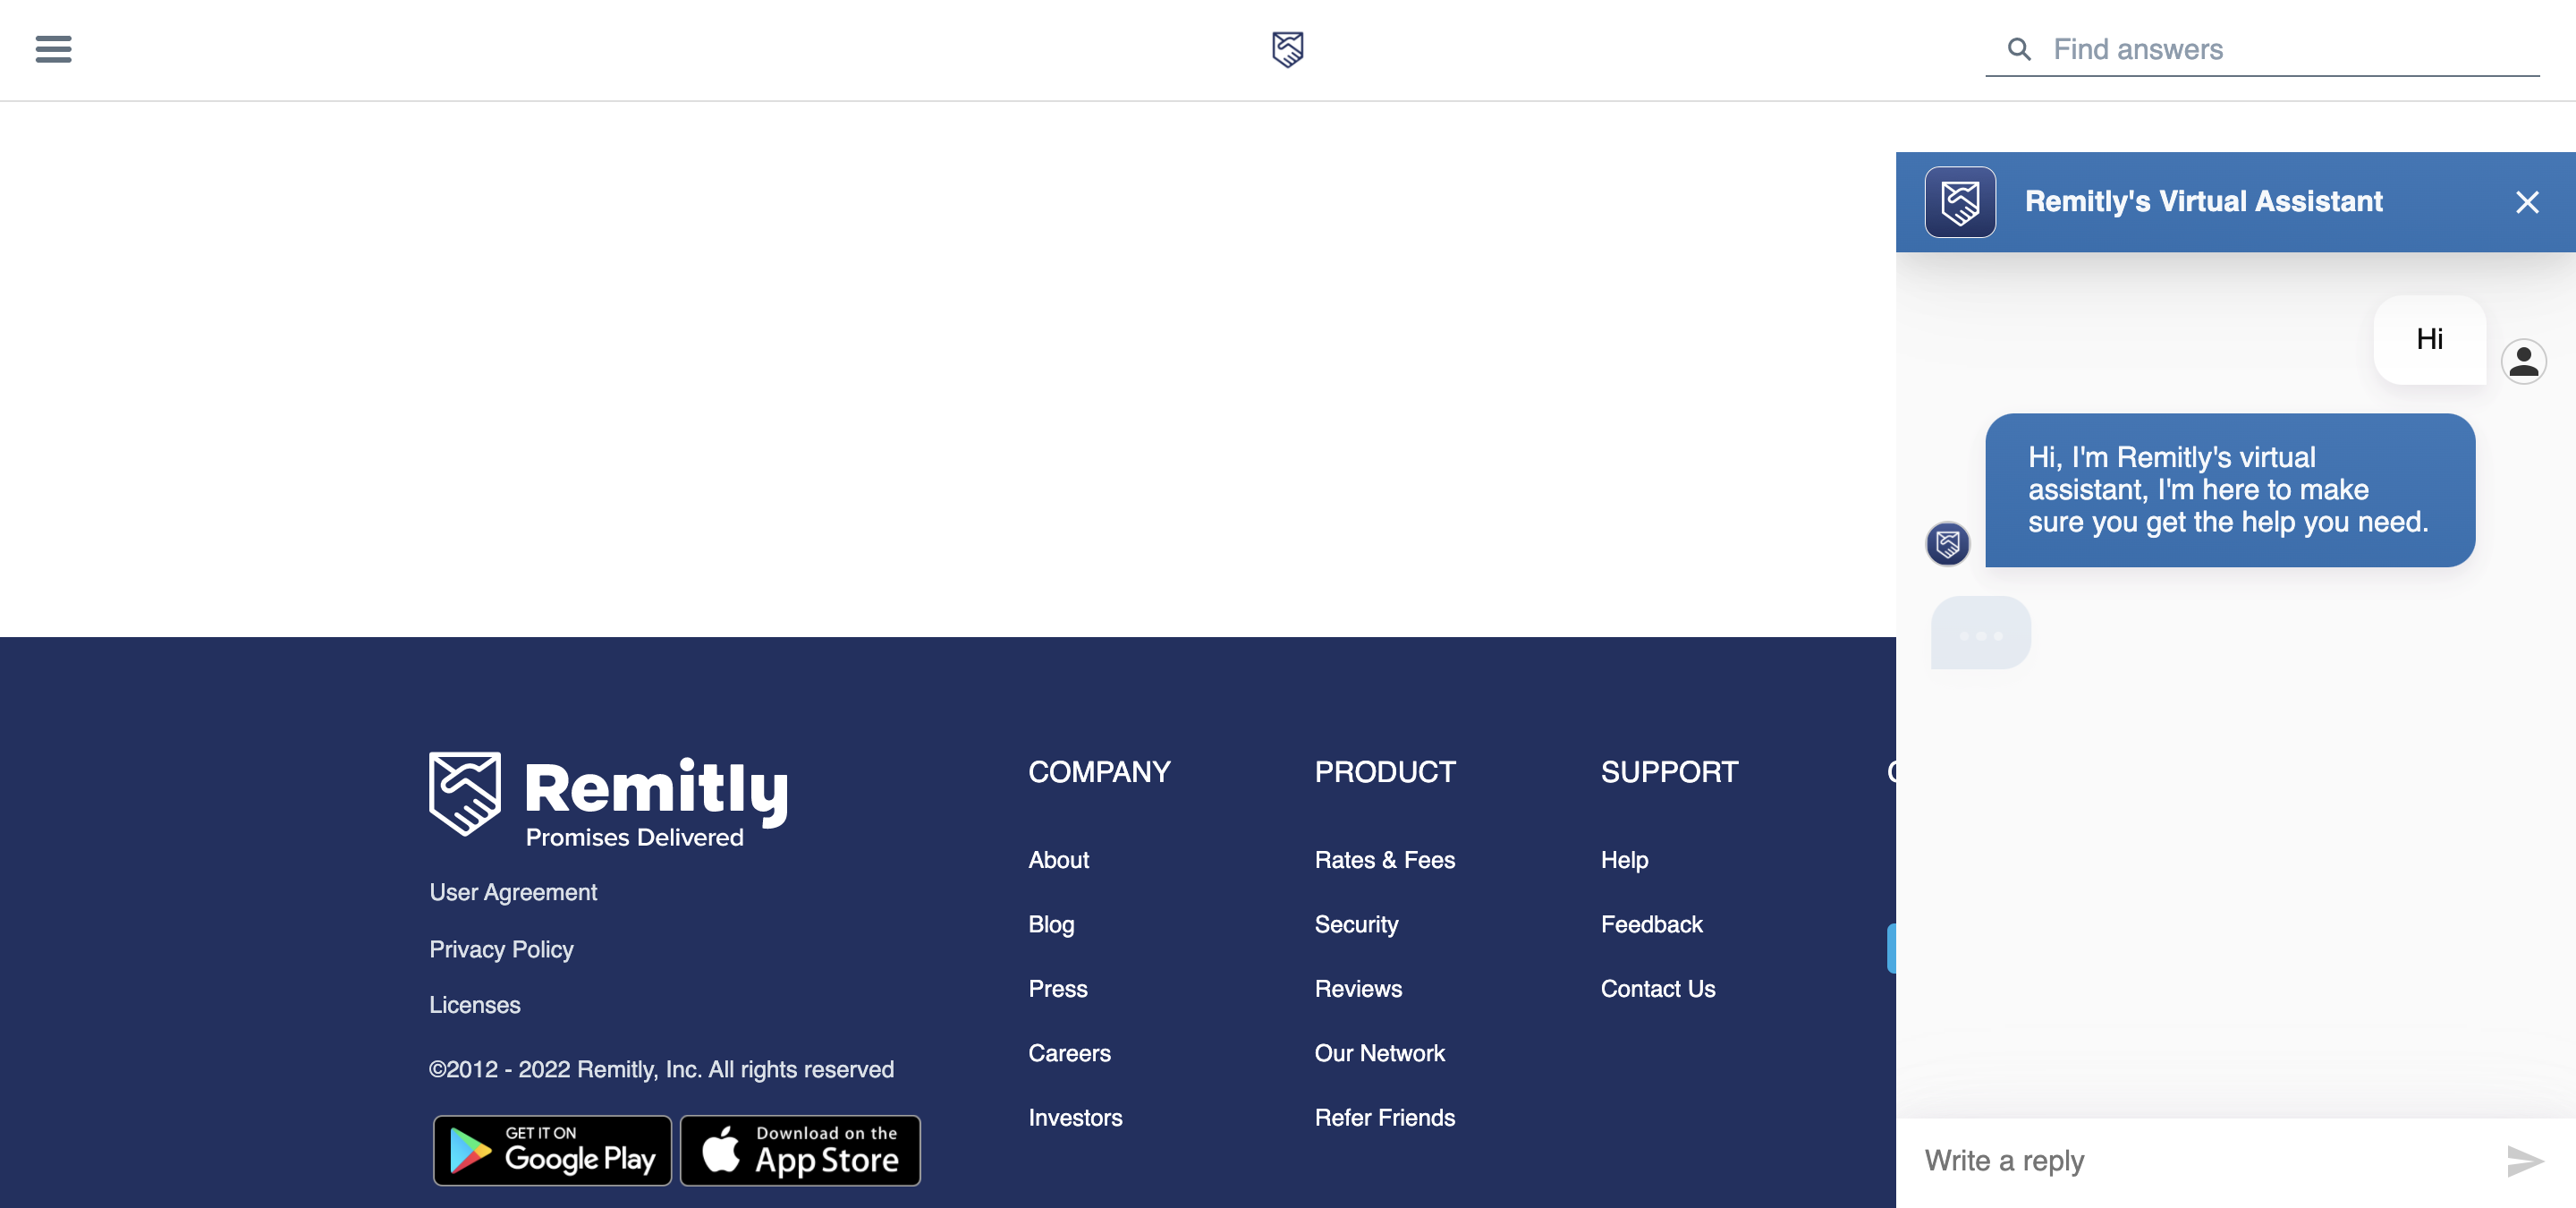 Find answers
Remitly's Virtual Assistant
Hi
Hi, I'm Remitly's virtual
assistant, I'm here to make
sure you get the help you need.
Write a reply
Remitly
Promises Delivered
User Agreement
Privacy Policy
Licenses
©2012 - 2022 Remitly, Inc. All rights reserved
GET IT ON
Google Play
Download on the
App Store
COMPANY
About
Blog
Press
Careers
Investors
PRODUCT
Rates & Fees
Security
Reviews
Our Network
Refer Friends
SUPPORT
Help
Feedback
Contact Us